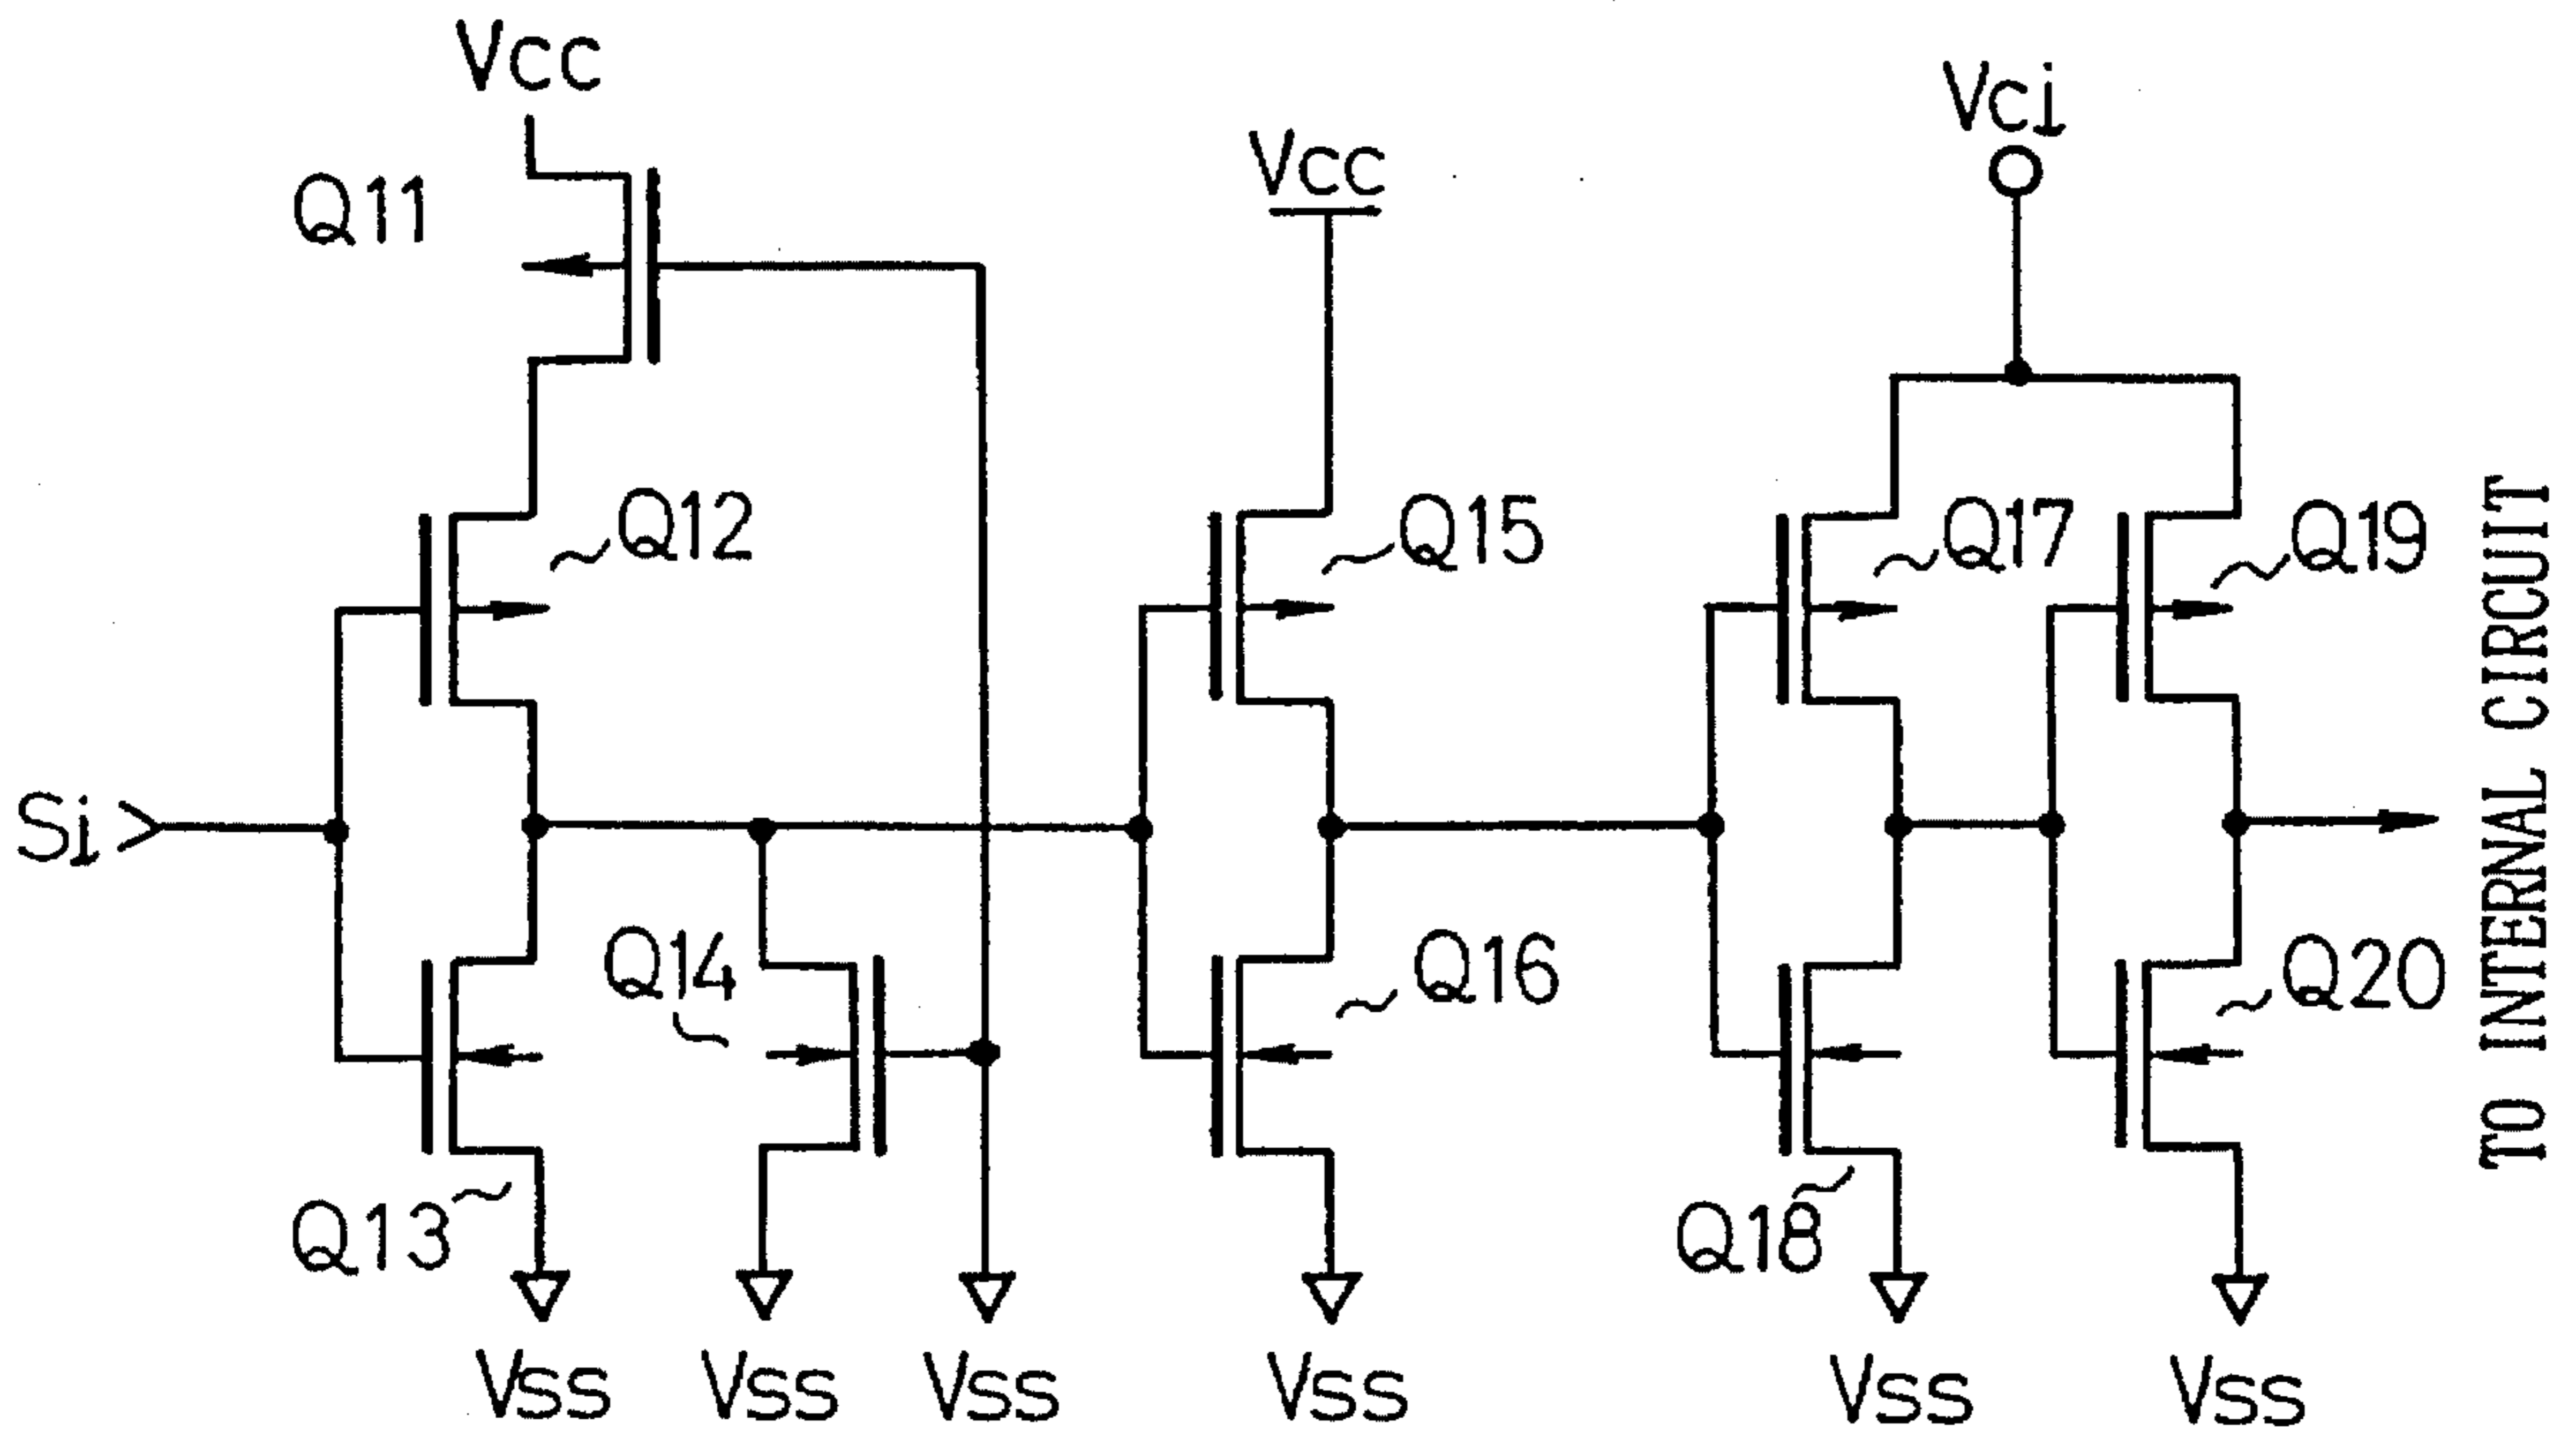 Vcc
Vcc
Vci
Q11
Q12
Q15
Q17
Q19
Si
Q14
Q16
Q20
Q13
Q18
Vss
Vss
Vss
Vss
Vss
Vss
TO INTERNAL CIRCUIT